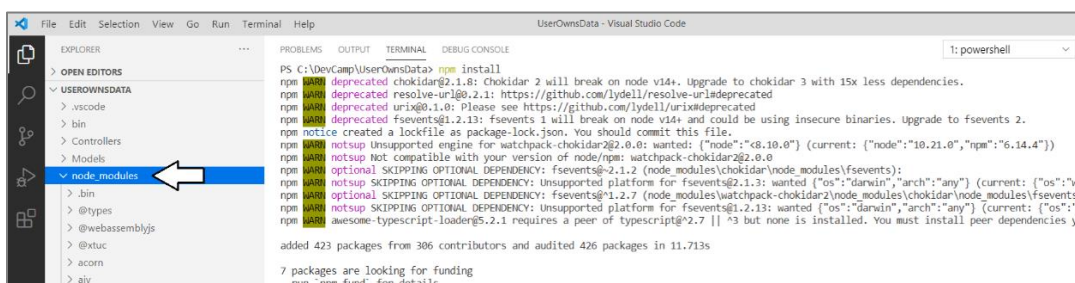 File Edit Selection View Go Run Terminal Help
UserOwnsData - Visual Studio Code
EXPLORER
OPEN EDITORS
USEROWNSDATA
.vscode
bin
Controllers
Models
node_modules
.bin
@types
@webassemblyjs
@xtuc
acorn
ajv
PROBLEMS OUTPUT TERMINAL DEBUG CONSOLE
1: powershell
PS C:\DevCamp\UserOwnsData> npm install
npm WARN deprecated chokidar@2.1.8: Chokidar 2 will break on node v14+. Upgrade to chokidar 3 with 15x less dependencies.
npm WARN deprecated resolve-url@0.2.1: https://github.com/lydell/resolve-url#deprecated
npm WARN deprecated urix@0.1.0: Please see https://github.com/lydell/urix#deprecated
npm WARN deprecated fsevents@1.2.13: fsevents 1 will break on node v14+ and could be using insecure binaries. Upgrade to fsevents 2.
npm notice created a lockfile as package-lock.json. You should commit this file.
npm WARN notsup Unsupported engine for watchpack-chokidar2@2.0.0: wanted: {"node":"<8.10.0"} (current: {"node":"10.21.0","npm":"6.14.4"})
npm WARN notsup Not compatible with your version of node/npm: watchpack-chokidar2@2.0.0
npm WARN optional SKIPPING OPTIONAL DEPENDENCY: fsevents@~2.1.2 (node_modules\chokidar\node_modules\fsevents):
npm WARN notsup SKIPPING OPTIONAL DEPENDENCY: Unsupported platform for fsevents@2.1.3: wanted {"os":"darwin","arch":"any"} (current: {"os":"w
npm WARN optional SKIPPING OPTIONAL DEPENDENCY: fsevents@^1.2.7 (node_modules\watchpack-chokidar2\node_modules\chokidar\node_modules\fsevents
npm WARN notsup SKIPPING OPTIONAL DEPENDENCY: Unsupported platform for fsevents@1.2.13: wanted {"os":"darwin","arch":"any"} (current: {"os":"
npm WARN awesome-typescript-loader@5.2.1 requires a peer of typescript@^2.7 || ^3 but none is installed. You must install peer dependencies y
added 423 packages from 306 contributors and audited 426 packages in 11.713s
7 packages are looking for funding
run `npm fund` for details